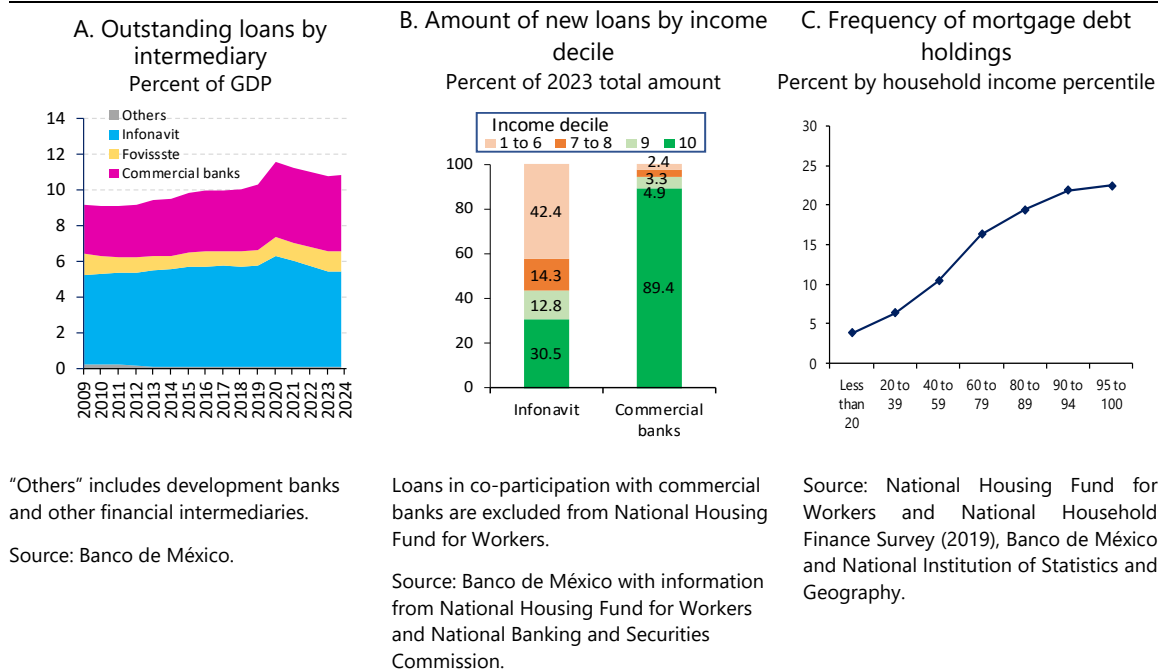 A. Outstanding loans by
intermediary
Percent of GDP
14
12
10
8
6
4
2
0
Others
Infonavit
Fovissste
Commercial banks
2009
2010
2011
2012
2013
2014
2015
2016
2017
2018
2019
2020
2021
2022
2023
2024
"Others" includes development banks
and other financial intermediaries.
Source: Banco de México.
B. Amount of new loans by income
decile
Percent of 2023 total amount
Income decile
1 to 6
7 to 8
9
10
100
80
60
40
20
0
42.4
14.3
12.8
30.5
2.4
3.3
4.9
89.4
Infonavit
Commercial
banks
Loans in co-participation with commercial
banks are excluded from National Housing
Fund for Workers.
Source: Banco de México with information
from National Housing Fund for Workers
and National Banking and Securities
Commission.
C. Frequency of mortgage debt
holdings
Percent by household income percentile
30
25
20
15
10
5
0
Less
than
20
20 to
39
40 to
59
60 to
79
80 to
89
90 to
94
95 to
100
Source: National Housing Fund for
Workers and National Household
Finance Survey (2019), Banco de México
and National Institution of Statistics and
Geography.